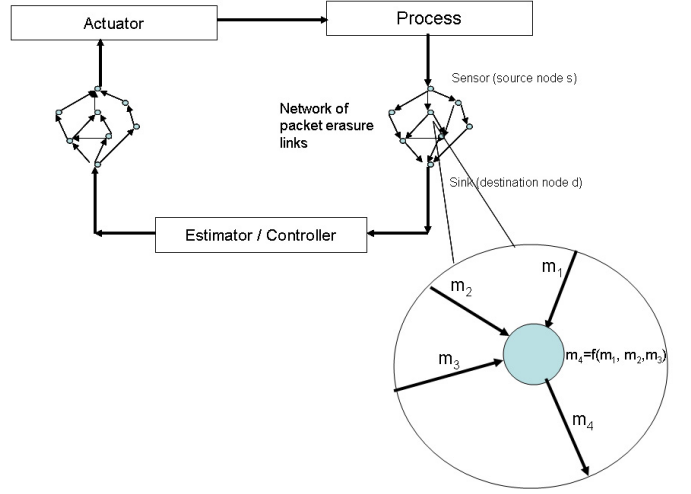 Actuator
Process
Sensor (source node s)
Network of
packet erasure
links
Sink (destination node d)
Estimator / Controller
m₁
m₂
m₃
m₄=f(m₁, m₂,m₃)
m₄